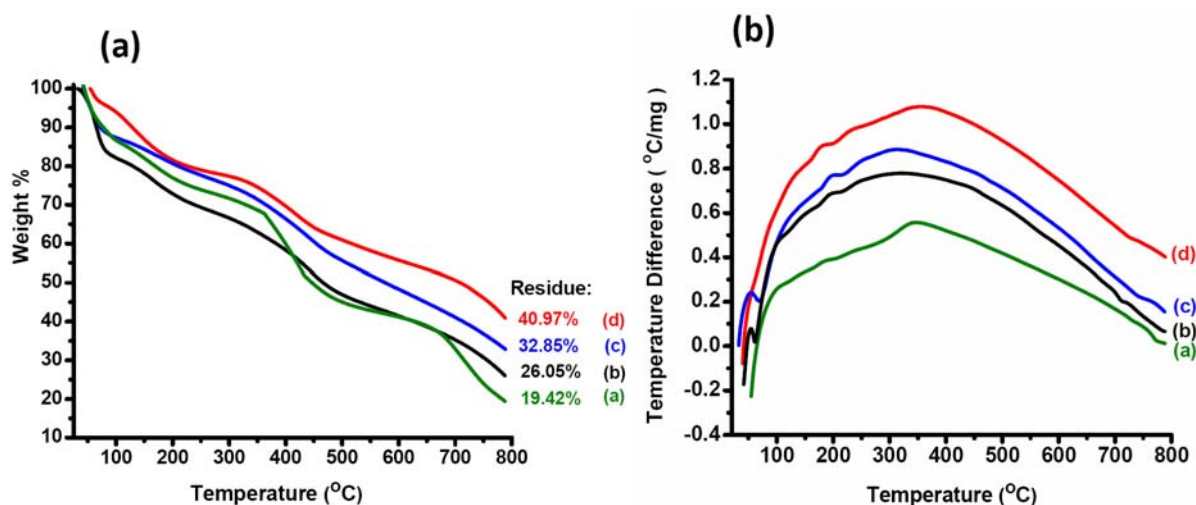 (a)
100
90
80
70
60
50
40
30
20
10
Weight %
100 200 300 400 500 600 700 800
Temperature (°C)
Residue:
40.97% (d)
32.85% (c)
26.05% (b)
19.42% (a)
(b)
1.2
1.0
0.8
0.6
0.4
0.2
0.0
-0.2
-0.4
Temperature Difference ( °C/mg)
100 200 300 400 500 600 700 800
Temperature (°C)
(d)
(c)
(b)
(a)